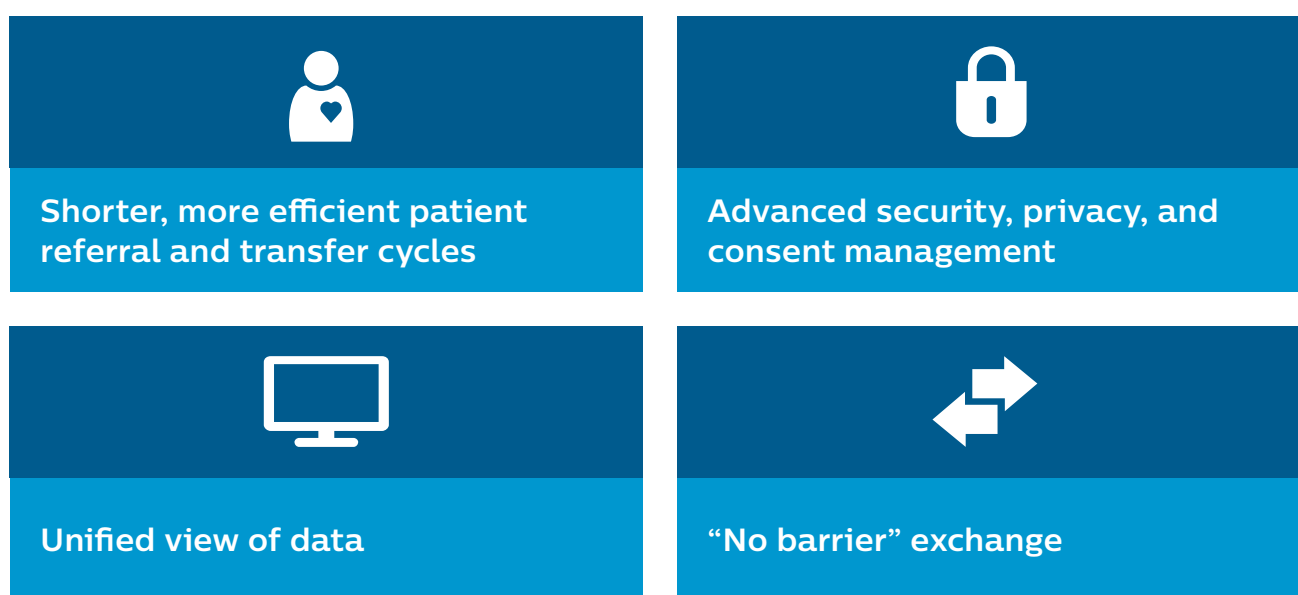 Shorter, more efficient patient
referral and transfer cycles
Advanced security, privacy, and
consent management
Unified view of data
“No barrier” exchange